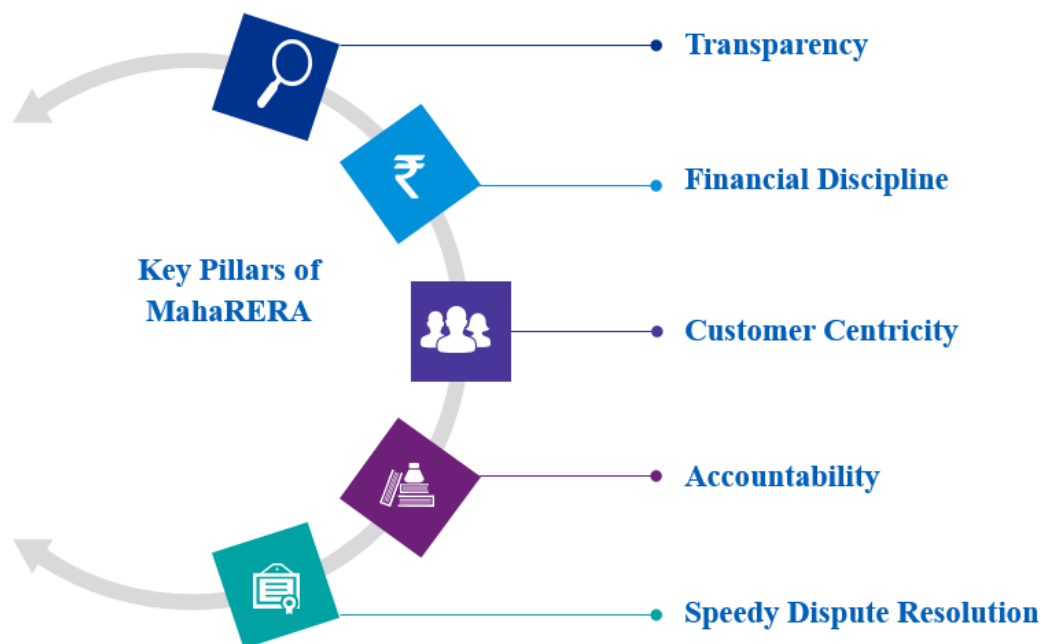 Transparency
Financial Discipline
Key Pillars of
MahaRERA
Customer Centricity
Accountability
Speedy Dispute Resolution
₹